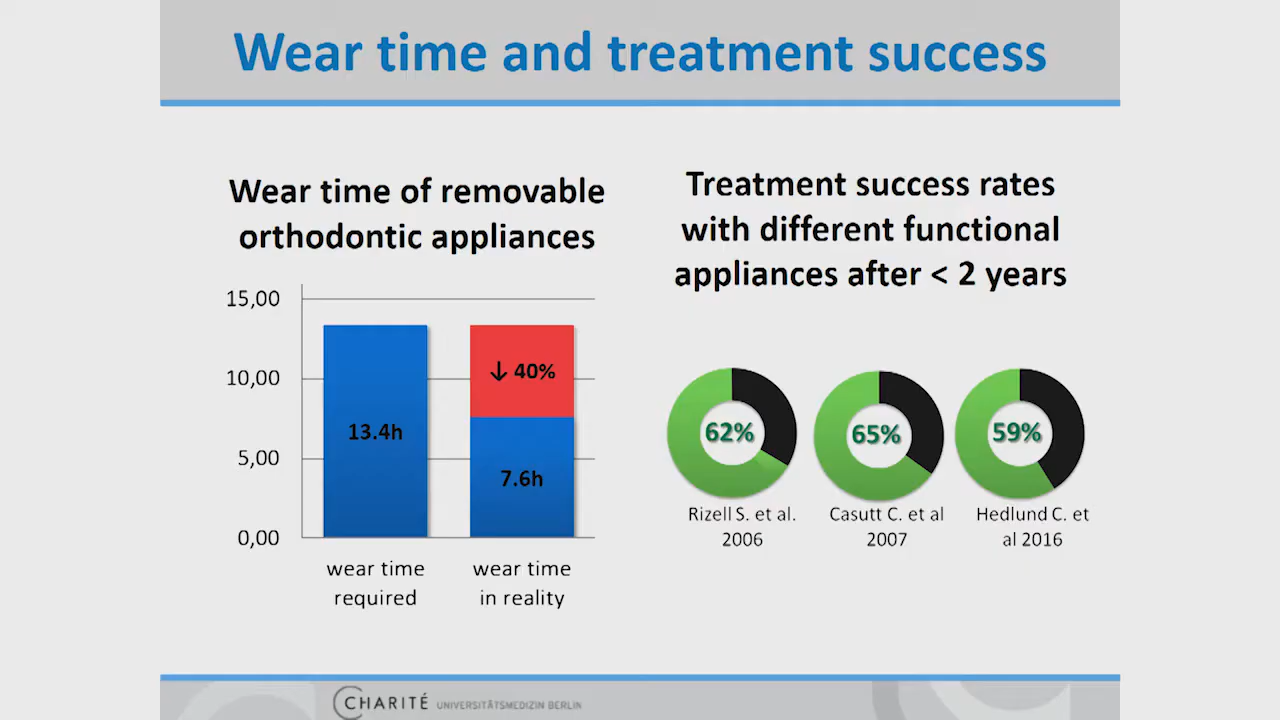 Wear time and treatment success
Wear time of removable
orthodontic appliances
15,00
10,00
5,00
0,00
13.4h
↓ 40%
7.6h
wear time
required
wear time
in reality
Treatment success rates
with different functional
appliances after < 2 years
62%
65%
59%
Rizell S. et al.
2006
Casutt C. et al
2007
Hedlund C. et
al 2016
CHARITÉ UNIVERSITÄTSMEDIZIN BERLIN